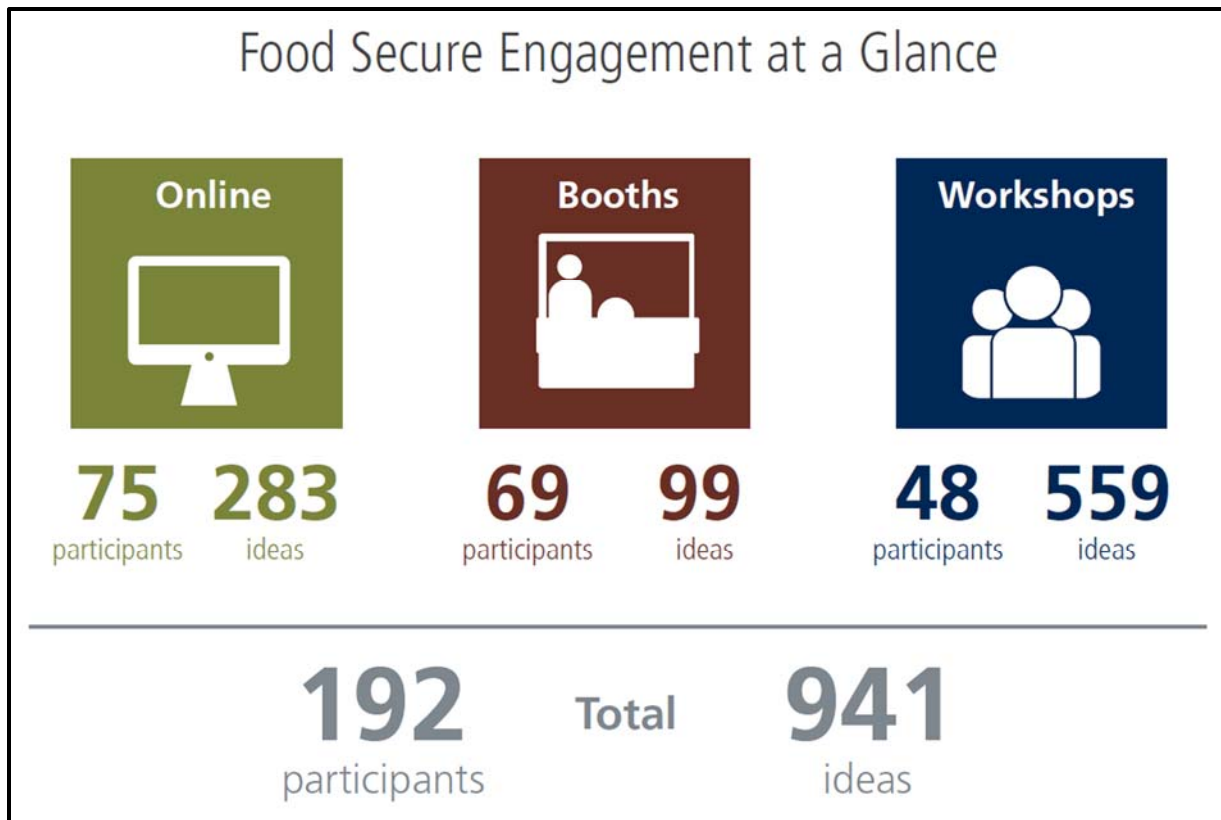 Food Secure Engagement at a Glance
Online
Booths
Workshops
75 283
participants ideas
69 99
participants ideas
48 559
participants ideas
192 Total 941
participants ideas